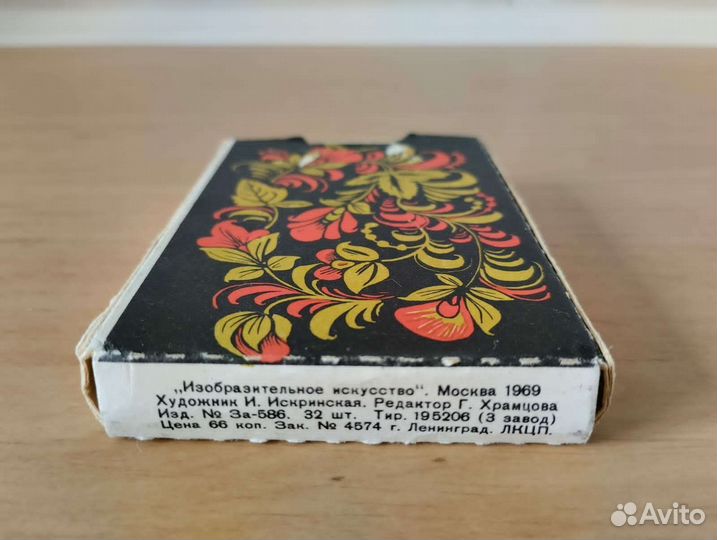 „Изобразительное искусство". Москва 1969
Художник И. Искринская. Редактор Г. Храмцова
Изд. № За-586. 32 шт. Тир. 195206 (3 завод)
Цена 66 коп. Зак. № 4574 г. Ленинград. ЛКЦП.
Avito